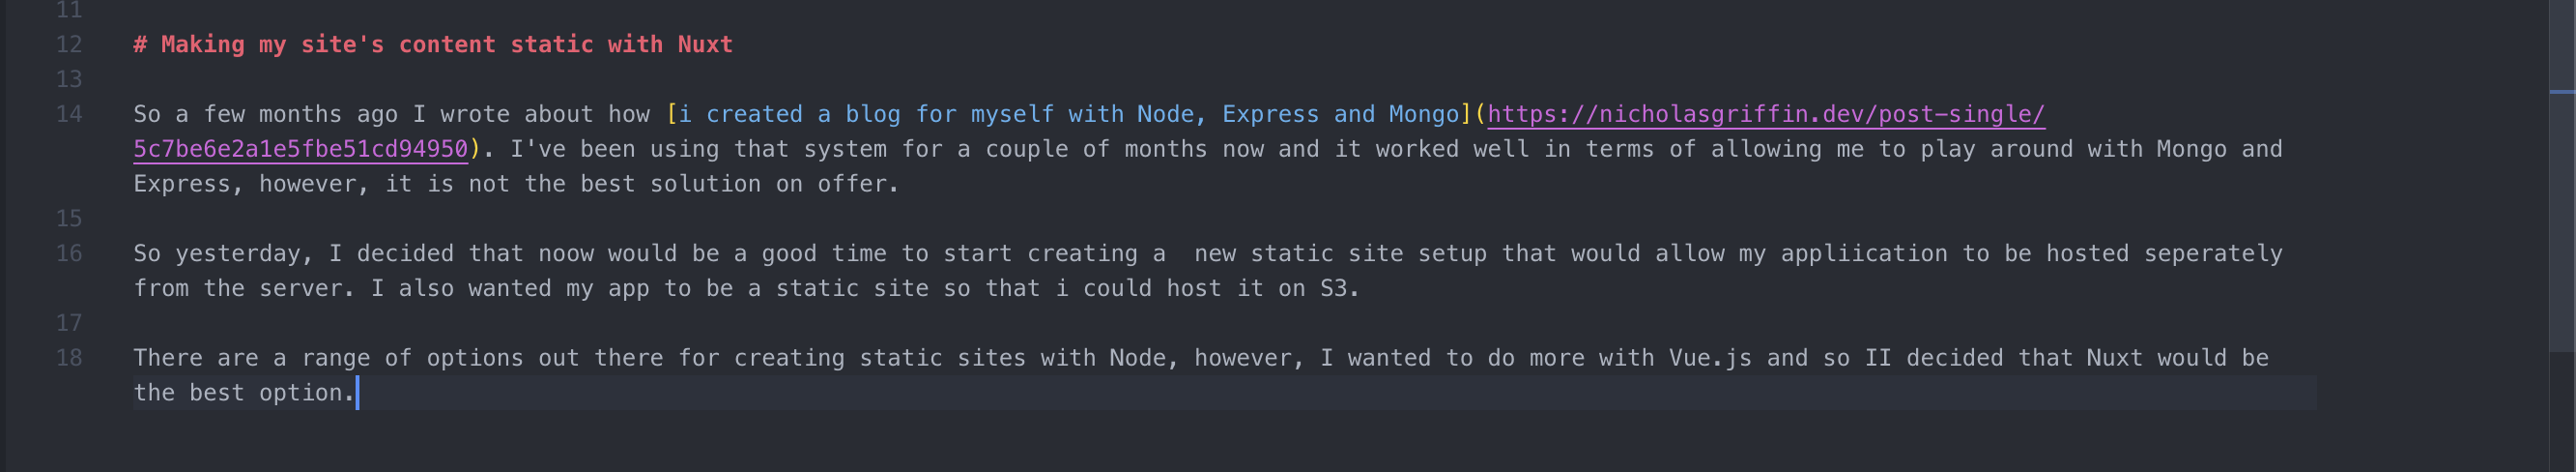 11
12 # Making my site's content static with Nuxt
13
14 So a few months ago I wrote about how [i created a blog for myself with Node, Express and Mongo](https://nicholasgriffin.dev/post-single/
5c7be6e2a1e5fbe51cd94950). I've been using that system for a couple of months now and it worked well in terms of allowing me to play around with Mongo and
Express, however, it is not the best solution on offer.
15
16 So yesterday, I decided that noow would be a good time to start creating a  new static site setup that would allow my appliication to be hosted seperately
from the server. I also wanted my app to be a static site so that i could host it on S3.
17
18 There are a range of options out there for creating static sites with Node, however, I wanted to do more with Vue.js and so II decided that Nuxt would be
the best option.